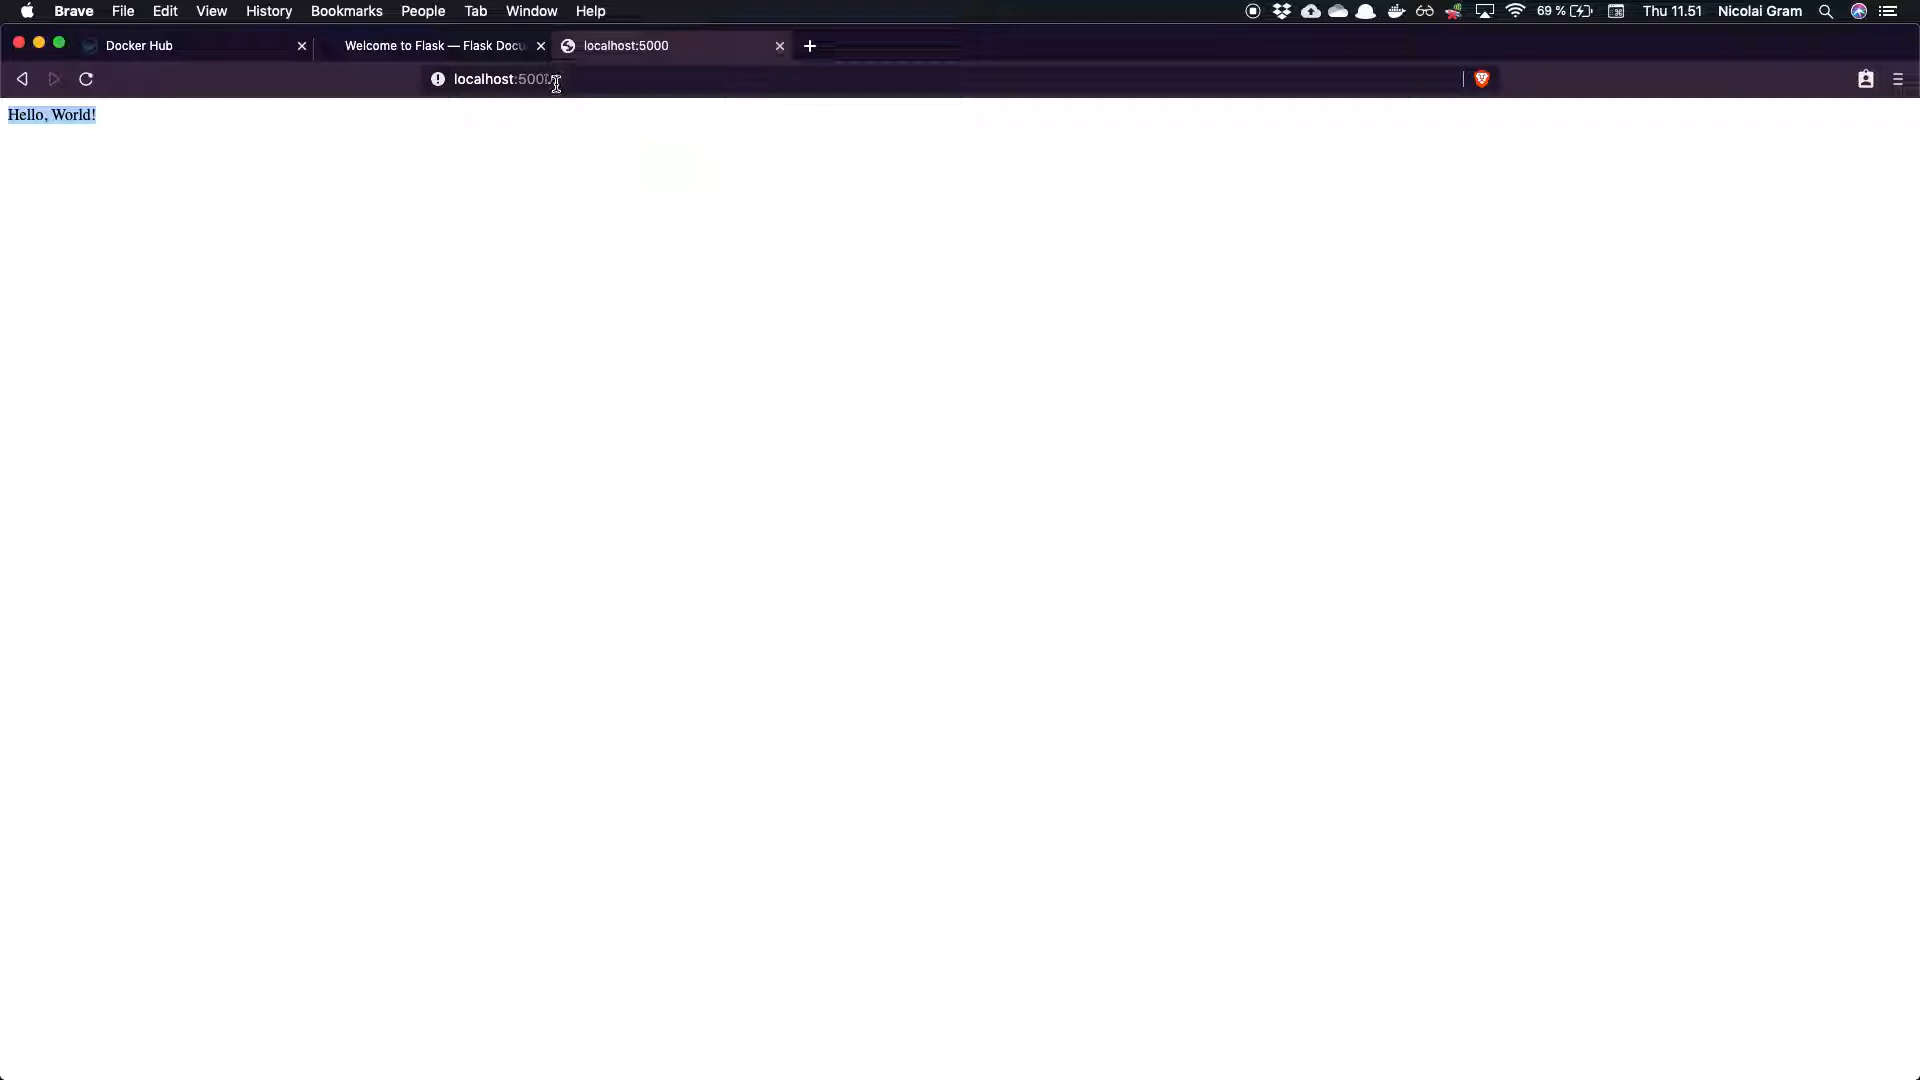 Brave File Edit View History Bookmarks People Tab Window Help 69 % Thu 11.51 Nicolai Gram
Docker Hub Welcome to Flask — Flask Docu localhost:5000
localhost:5000
Hello, World!